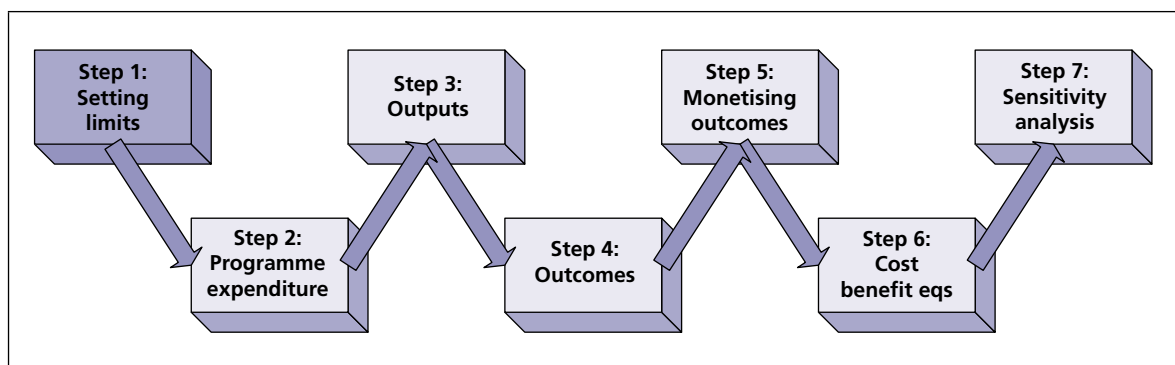 Step 1:
Setting
limits
Step 2:
Programme
expenditure
Step 3:
Outputs
Step 4:
Outcomes
Step 5:
Monetising
outcomes
Step 6:
Cost
benefit eqs
Step 7:
Sensitivity
analysis